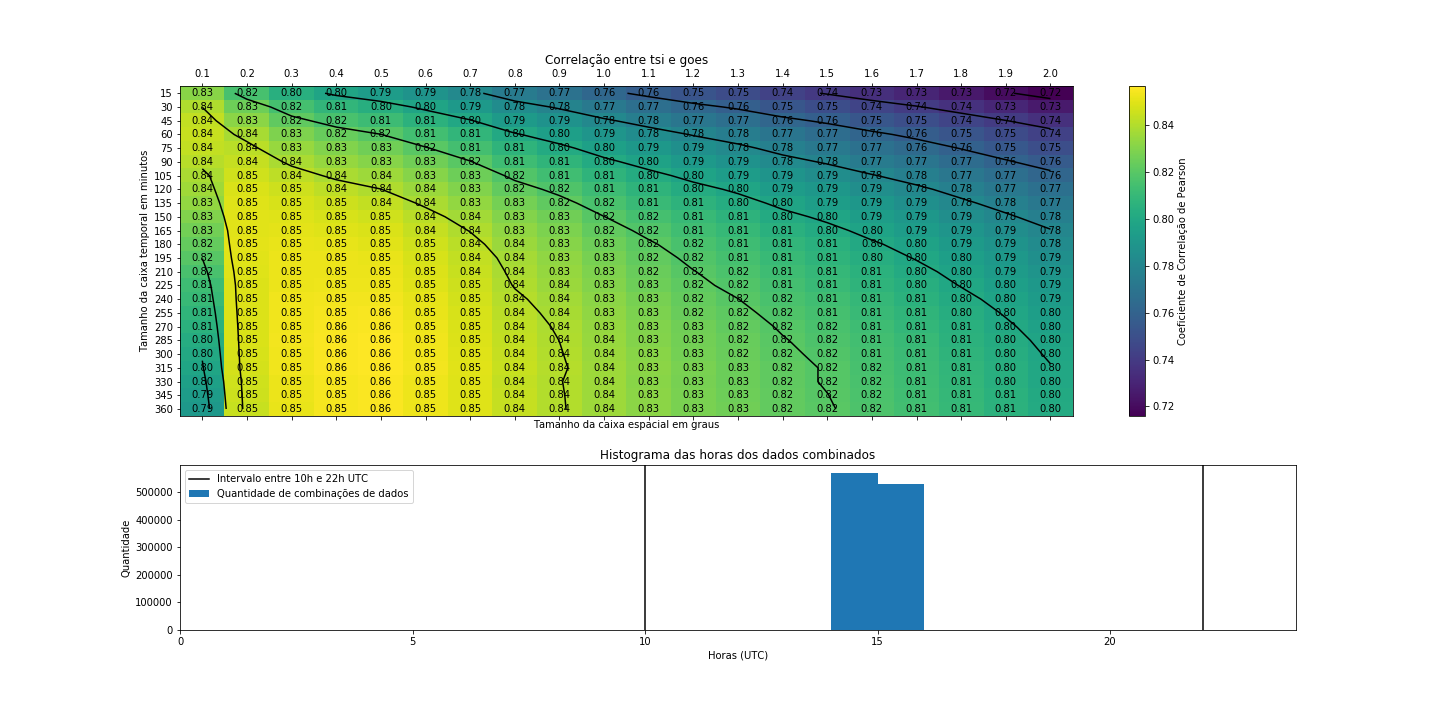 Correlação entre tsi e goes
0.1 0.2 0.3 0.4 0.5 0.6 0.7 0.8 0.9 1.0 1.1 1.2 1.3 1.4 1.5 1.6 1.7 1.8 1.9 2.0
15 0.83 0.82 0.80 0.80 0.79 0.79 0.78 0.77 0.77 0.76 0.76 0.75 0.75 0.74 0.74 0.73 0.73 0.73 0.72 0.72
30 0.84 0.83 0.82 0.81 0.80 0.80 0.79 0.78 0.78 0.77 0.77 0.76 0.76 0.75 0.75 0.74 0.74 0.74 0.73 0.73
45 0.84 0.83 0.82 0.82 0.81 0.81 0.80 0.79 0.79 0.78 0.78 0.77 0.77 0.76 0.76 0.75 0.75 0.74 0.74 0.74
60 0.84 0.84 0.83 0.82 0.82 0.81 0.81 0.80 0.80 0.79 0.78 0.78 0.78 0.77 0.77 0.76 0.76 0.75 0.75 0.74
75 0.84 0.84 0.83 0.83 0.83 0.82 0.81 0.81 0.80 0.80 0.79 0.79 0.78 0.78 0.77 0.77 0.76 0.76 0.75 0.75
90 0.84 0.84 0.84 0.83 0.83 0.83 0.82 0.81 0.81 0.80 0.80 0.79 0.79 0.78 0.78 0.77 0.77 0.77 0.76 0.76
105 0.84 0.85 0.84 0.84 0.84 0.83 0.83 0.82 0.81 0.81 0.80 0.80 0.79 0.79 0.79 0.78 0.78 0.77 0.77 0.76
120 0.84 0.85 0.85 0.84 0.84 0.84 0.83 0.82 0.82 0.81 0.81 0.80 0.80 0.79 0.79 0.79 0.78 0.78 0.77 0.77
135 0.83 0.85 0.85 0.85 0.84 0.84 0.83 0.83 0.82 0.82 0.81 0.81 0.80 0.80 0.79 0.79 0.79 0.78 0.78 0.77
150 0.83 0.85 0.85 0.85 0.85 0.84 0.84 0.83 0.83 0.82 0.82 0.81 0.81 0.80 0.80 0.79 0.79 0.79 0.78 0.78
165 0.83 0.85 0.85 0.85 0.85 0.84 0.84 0.83 0.83 0.82 0.82 0.81 0.81 0.81 0.80 0.80 0.79 0.79 0.79 0.78
180 0.82 0.85 0.85 0.85 0.85 0.85 0.84 0.84 0.83 0.83 0.82 0.82 0.81 0.81 0.81 0.80 0.80 0.79 0.79 0.78
195 0.82 0.85 0.85 0.85 0.85 0.85 0.84 0.84 0.83 0.83 0.82 0.82 0.82 0.81 0.81 0.80 0.80 0.80 0.79 0.79
210 0.82 0.85 0.85 0.85 0.85 0.85 0.84 0.84 0.83 0.83 0.83 0.82 0.82 0.81 0.81 0.81 0.80 0.80 0.79 0.79
225 0.81 0.85 0.85 0.85 0.85 0.85 0.84 0.84 0.84 0.83 0.83 0.82 0.82 0.82 0.81 0.81 0.80 0.80 0.80 0.79
240 0.81 0.85 0.85 0.85 0.85 0.85 0.85 0.84 0.84 0.83 0.83 0.82 0.82 0.82 0.81 0.81 0.81 0.80 0.80 0.79
255 0.81 0.85 0.85 0.85 0.86 0.85 0.85 0.84 0.84 0.83 0.83 0.83 0.82 0.82 0.81 0.81 0.81 0.80 0.80 0.80
270 0.81 0.85 0.85 0.86 0.86 0.85 0.85 0.84 0.84 0.83 0.83 0.83 0.82 0.82 0.82 0.81 0.81 0.81 0.80 0.80
285 0.80 0.85 0.85 0.86 0.86 0.85 0.85 0.84 0.84 0.84 0.83 0.83 0.82 0.82 0.82 0.81 0.81 0.81 0.80 0.80
300 0.80 0.85 0.85 0.86 0.86 0.85 0.85 0.84 0.84 0.84 0.83 0.83 0.82 0.82 0.82 0.81 0.81 0.81 0.80 0.80
315 0.80 0.85 0.85 0.86 0.86 0.85 0.85 0.84 0.84 0.84 0.83 0.83 0.82 0.82 0.82 0.81 0.81 0.81 0.80 0.80
330 0.80 0.85 0.85 0.85 0.86 0.85 0.85 0.84 0.84 0.84 0.83 0.83 0.83 0.82 0.82 0.81 0.81 0.81 0.80 0.80
345 0.79 0.85 0.85 0.85 0.86 0.85 0.85 0.84 0.84 0.84 0.83 0.83 0.83 0.82 0.82 0.82 0.81 0.81 0.81 0.80
360 0.79 0.85 0.85 0.85 0.86 0.85 0.85 0.84 0.84 0.84 0.83 0.83 0.83 0.82 0.82 0.82 0.81 0.81 0.81 0.80
Tamanho da caixa temporal em minutos
Tamanho da caixa espacial em graus
0.84
0.82
0.80
0.78
0.76
0.74
0.72
Coeficiente de Correlação de Pearson
Histograma das horas dos dados combinados
Intervalo entre 10h e 22h UTC
Quantidade de combinações de dados
500000
400000
300000
200000
100000
0
Quantidade
0 5 10 15 20
Horas (UTC)